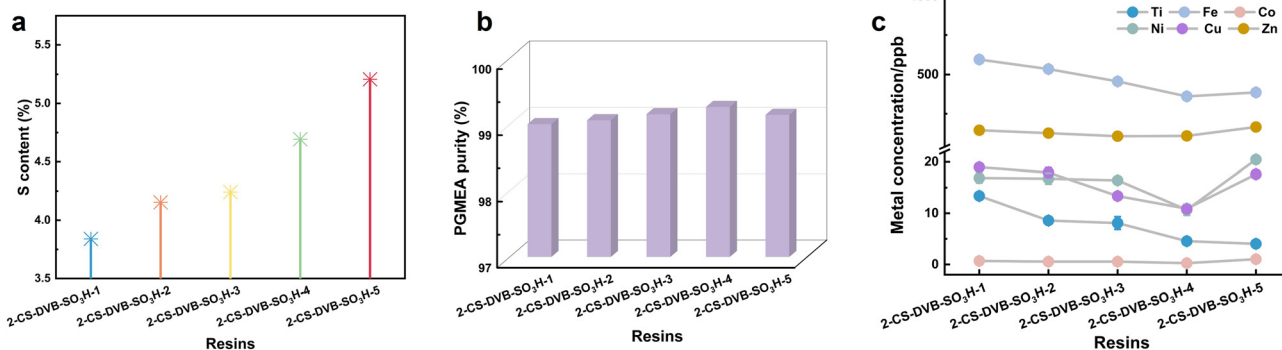 a
5.5
5.0
4.5
4.0
3.5
S content (%)
2-CS-DVB-SO₃H-1
2-CS-DVB-SO₃H-2
2-CS-DVB-SO₃H-3
2-CS-DVB-SO₃H-4
2-CS-DVB-SO₃H-5
Resins
b
100
99
98
97
PGMEA purity (%)
2-CS-DVB-SO₃H-1
2-CS-DVB-SO₃H-2
2-CS-DVB-SO₃H-3
2-CS-DVB-SO₃H-4
2-CS-DVB-SO₃H-5
Resins
c
Ti Fe Co
Ni Cu Zn
500
20
10
0
Metal concentration/ppb
2-CS-DVB-SO₃H-1
2-CS-DVB-SO₃H-2
2-CS-DVB-SO₃H-3
2-CS-DVB-SO₃H-4
2-CS-DVB-SO₃H-5
Resins